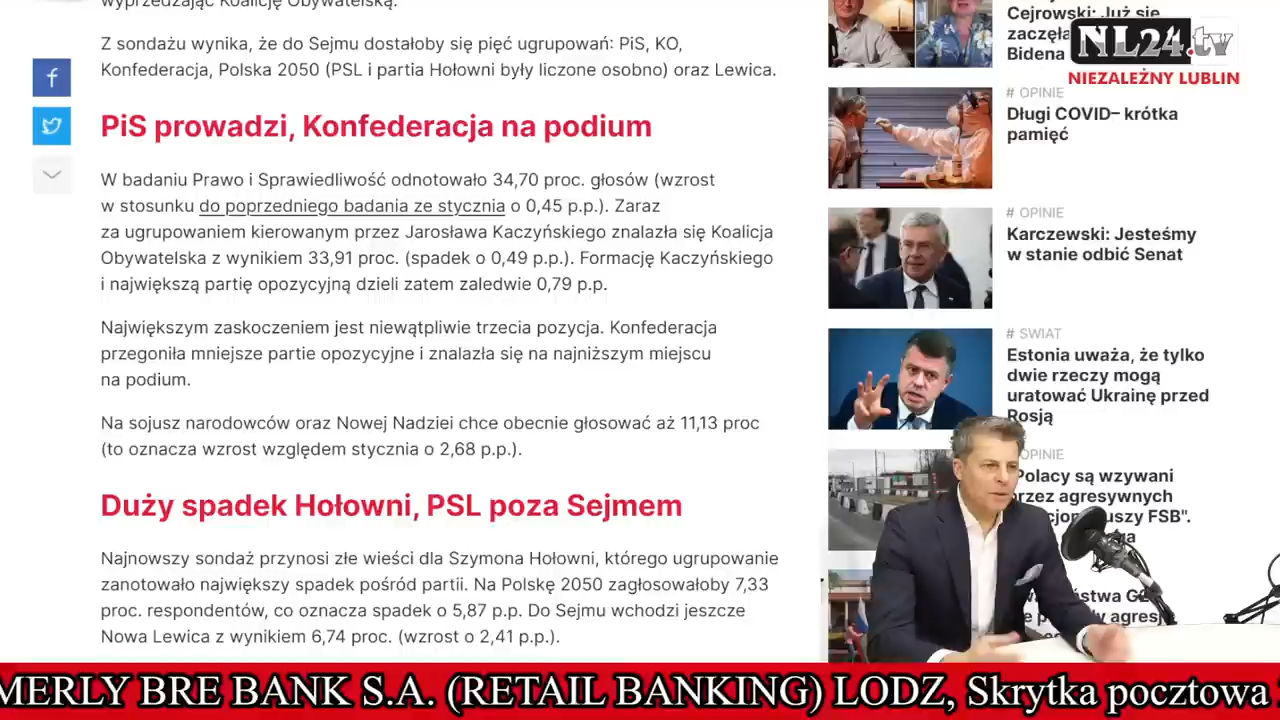 wyprzedzając Koalicję Obywatelską.
Z sondażu wynika, że do Sejmu dostałoby się pięć ugrupowań: PiS, KO,
Konfederacja, Polska 2050 (PSL i partia Hołowni były liczone osobno) oraz Lewica.
PiS prowadzi, Konfederacja na podium
W badaniu Prawo i Sprawiedliwość odnotowało 34,70 proc. głosów (wzrost
w stosunku do poprzedniego badania ze stycznia o 0,45 p.p.). Zaraz
za ugrupowaniem kierowanym przez Jarosława Kaczyńskiego znalazła się Koalicja
Obywatelska z wynikiem 33,91 proc. (spadek o 0,49 p.p.). Formację Kaczyńskiego
i największą partię opozycyjną dzieli zatem zaledwie 0,79 p.p.
Największym zaskoczeniem jest niewątpliwie trzecia pozycja. Konfederacja
przegoniła mniejsze partie opozycyjne i znalazła się na najniższym miejscu
na podium.
Na sojusz narodowców oraz Nowej Nadziei chce obecnie głosować aż 11,13 proc
(to oznacza wzrost względem stycznia o 2,68 p.p.).
Duży spadek Hołowni, PSL poza Sejmem
Najnowszy sondaż przynosi złe wieści dla Szymona Hołowni, którego ugrupowanie
zanotowało największy spadek pośród partii. Na Polskę 2050 zagłosowałoby 7,33
proc. respondentów, co oznacza spadek o 5,87 p.p. Do Sejmu wchodzi jeszcze
Nowa Lewica z wynikiem 6,74 proc. (wzrost o 2,41 p.p.).
Cejrowski: Już się
zaczęła
Bidena
NL24.tv
NIEZALEŻNY LUBLIN
# OPINIE
Długi COVID– krótka
pamięć
# OPINIE
Karczewski: Jesteśmy
w stanie odbić Senat
# SWIAT
Estonia uważa, że tylko
dwie rzeczy mogą
uratować Ukrainę przed
Rosją
OPINIE
"Polacy są wzywani
przez agresywnych
FSB".
MERLY BRE BANK S.A. (RETAIL BANKING) LODZ, Skrytka pocztowa